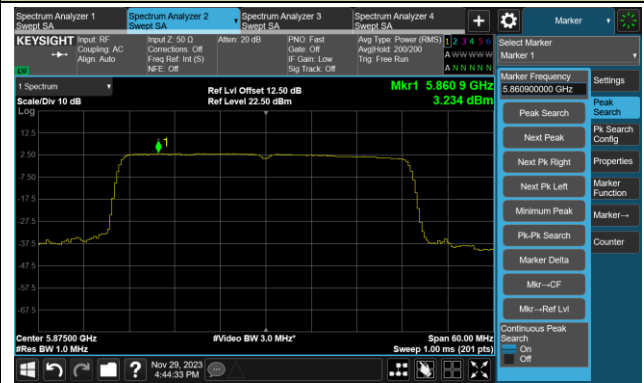 Spectrum Analyzer 1
Swept SA
Spectrum Analyzer 2
Swept SA
Spectrum Analyzer 3
Swept SA
Spectrum Analyzer 4
Swept SA
+
Marker
KEYSIGHT
Input: RF
Coupling: AC
Align: Auto
Input Z: 50 Ω
Corrections: Off
Freq Ref: Int (S)
NFE: Off
Atten: 20 dB
PNO: Fast
Gate: Off
IF Gain: Low
Sig Track: Off
Avg Type: Power (RMS)
Avg|Hold: 200/200
Trig: Free Run
1 2 3 4 5 6
A W W W W W
A N N N N N
LXI
Select Marker
Marker 1
1 Spectrum
Scale/Div 10 dB
Log
Ref Lvl Offset 12.50 dB
Ref Level 22.50 dBm
Mkr1 5.860 9 GHz
3.234 dBm
12.5
2.50
-7.50
-17.5
-27.5
-37.5
-47.5
-57.5
-67.5
1
Center 5.87500 GHz
#Res BW 1.0 MHz
#Video BW 3.0 MHz*
Span 60.00 MHz
Sweep 1.00 ms (201 pts)
Marker Frequency
5.860900000 GHz
Peak Search
Next Peak
Next Pk Right
Next Pk Left
Minimum Peak
Pk-Pk Search
Marker Delta
Mkr→CF
Mkr→Ref Lvl
Continuous Peak
Search
On
Off
Settings
Peak
Search
Pk Search
Config
Properties
Marker
Function
Marker→
Counter
?
Nov 29, 2023
4:44:33 PM